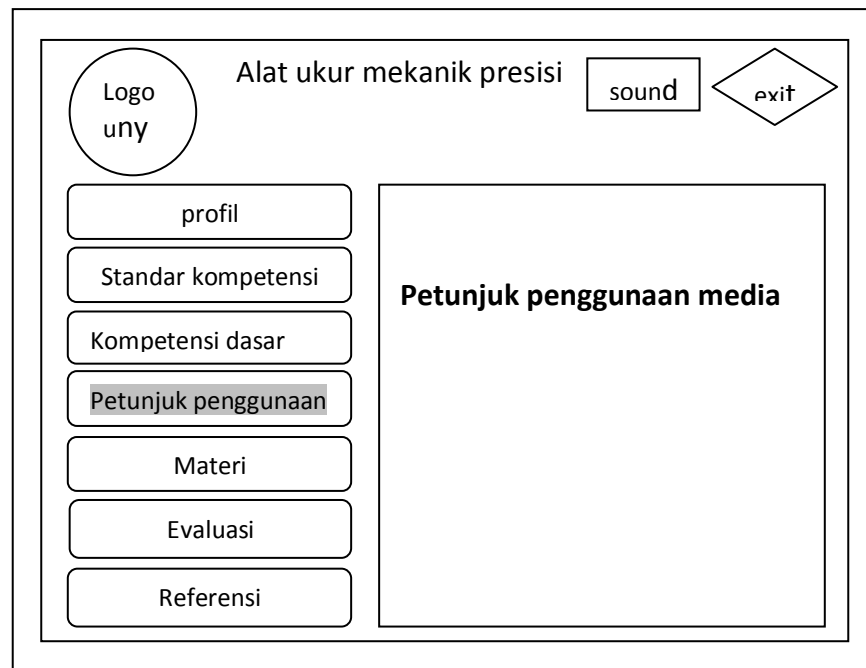 Logo
uny
Alat ukur mekanik presisi
sound
exit
profil
Standar kompetensi
Kompetensi dasar
Petunjuk penggunaan
Materi
Evaluasi
Referensi
Petunjuk penggunaan media